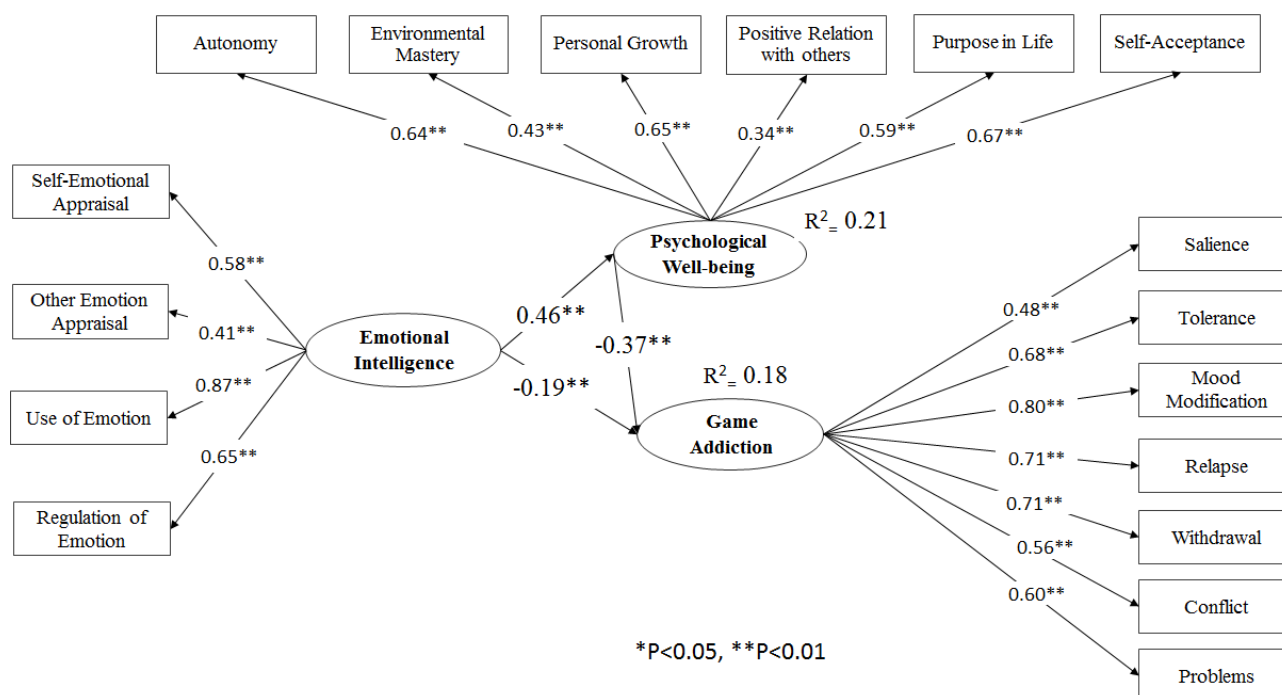 Autonomy
Environmental
Mastery
Personal Growth
Positive Relation
with others
Purpose in Life
Self-Acceptance
0.64**
0.43**
0.65**
0.34**
0.59**
0.67**
Self-Emotional
Appraisal
Other Emotion
Appraisal
Use of Emotion
Regulation of
Emotion
0.58**
0.41**
0.87**
0.65**
Emotional
Intelligence
0.46**
-0.19**
-0.37**
Psychological
Well-being
R²₌ 0.21
R²₌ 0.18
Game
Addiction
0.48**
0.68**
0.80**
0.71**
0.71**
0.56**
0.60**
Salience
Tolerance
Mood
Modification
Relapse
Withdrawal
Conflict
Problems
*P<0.05, **P<0.01